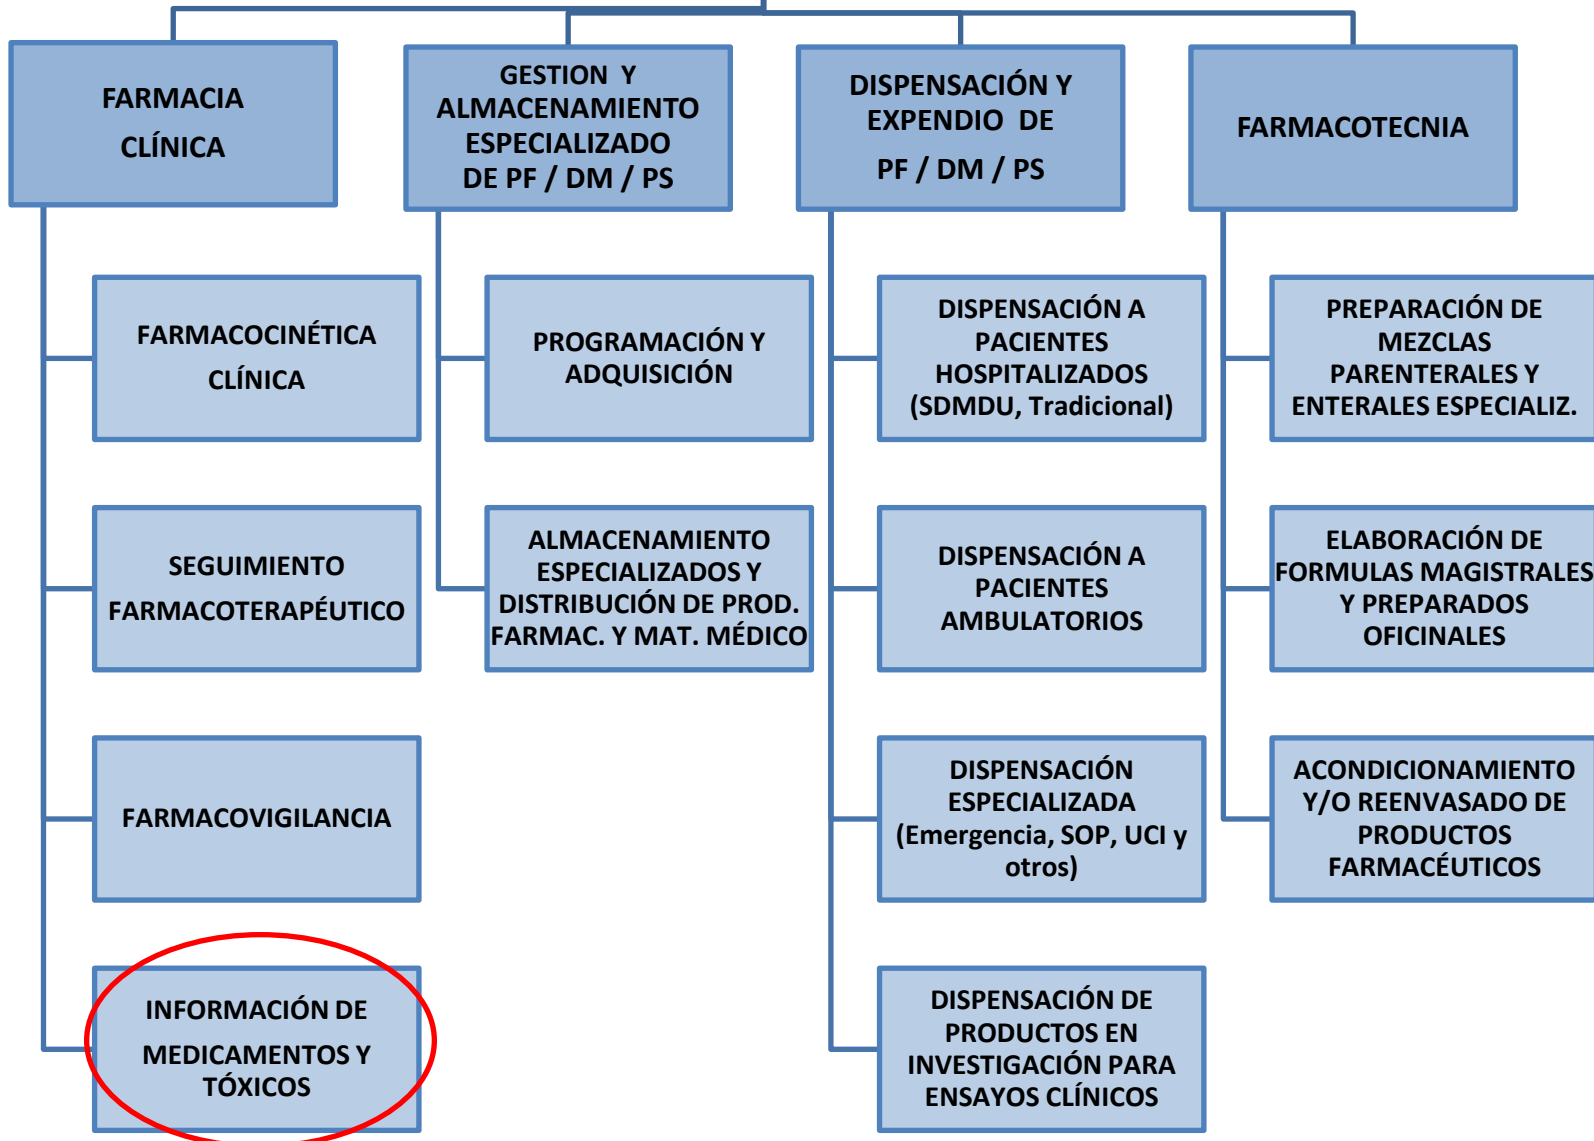 FARMACIA
CLÍNICA
GESTION Y
ALMACENAMIENTO
ESPECIALIZADO
DE PF / DM / PS
DISPENSACIÓN Y
EXPENDIO DE
PF / DM / PS
FARMACOTECNIA
FARMACOCINÉTICA
CLÍNICA
PROGRAMACIÓN Y
ADQUISICIÓN
DISPENSACIÓN A
PACIENTES
HOSPITALIZADOS
(SDMDU, Tradicional)
PREPARACIÓN DE
MEZCLAS
PARENTERALES Y
ENTERALES ESPECIALIZ.
SEGUIMIENTO
FARMACOTERAPÉUTICO
ALMACENAMIENTO
ESPECIALIZADOS Y
DISTRIBUCIÓN DE PROD.
FARMAC. Y MAT. MÉDICO
DISPENSACIÓN A
PACIENTES
AMBULATORIOS
ELABORACIÓN DE
FORMULAS MAGISTRALES
Y PREPARADOS
OFICINALES
FARMACOVIGILANCIA
DISPENSACIÓN
ESPECIALIZADA
(Emergencia, SOP, UCI y
otros)
ACONDICIONAMIENTO
Y/O REENVASADO DE
PRODUCTOS
FARMACÉUTICOS
INFORMACIÓN DE
MEDICAMENTOS Y
TÓXICOS
DISPENSACIÓN DE
PRODUCTOS EN
INVESTIGACIÓN PARA
ENSAYOS CLÍNICOS